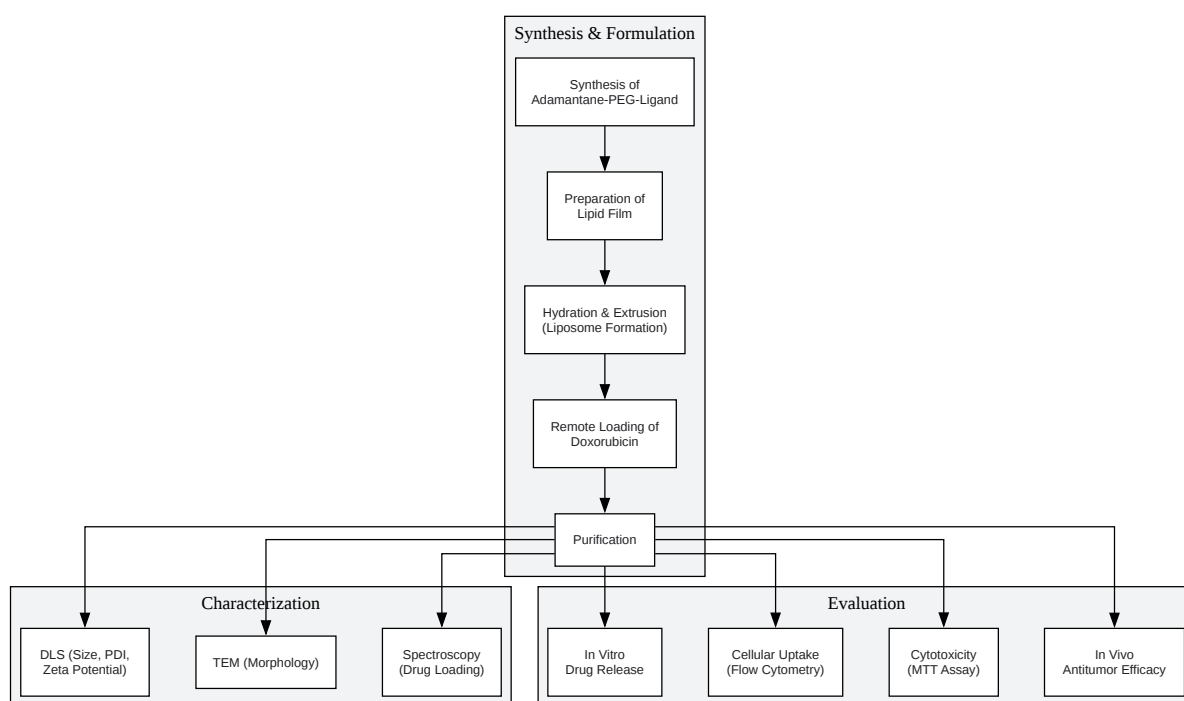 Synthesis & Formulation
Synthesis of
Adamantane-PEG-Ligand
Preparation of
Lipid Film
Hydration & Extrusion
(Liposome Formation)
Remote Loading of
Doxorubicin
Purification
Characterization
DLS (Size, PDI,
Zeta Potential)
TEM (Morphology)
Spectroscopy
(Drug Loading)
Evaluation
In Vitro
Drug Release
Cellular Uptake
(Flow Cytometry)
Cytotoxicity
(MTT Assay)
In Vivo
Antitumor Efficacy